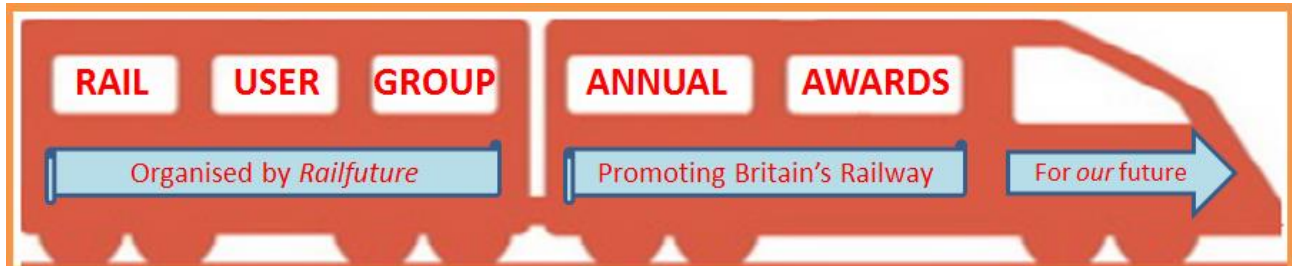 RAIL USER GROUP ANNUAL AWARDS
Organised by Railfuture Promoting Britain's Railway For our future